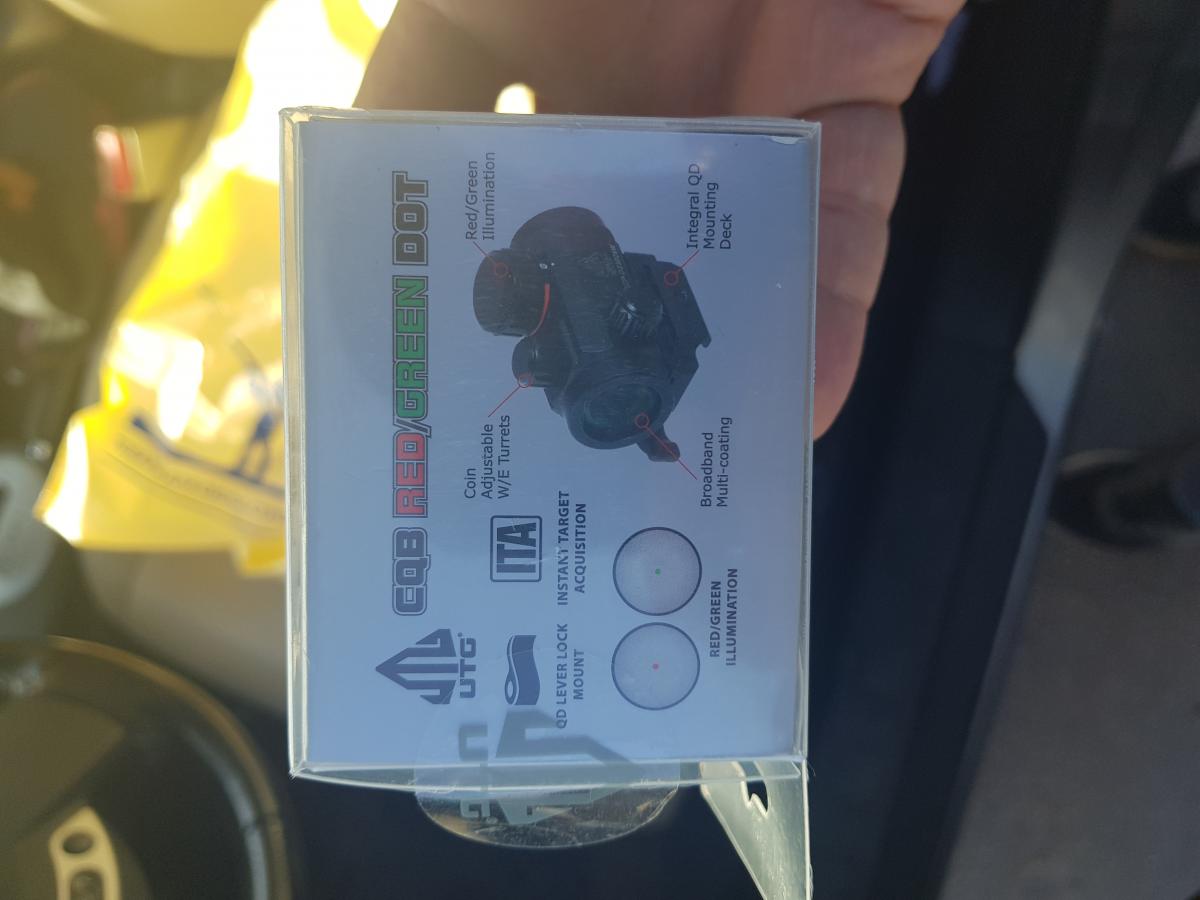 UTG®
CQB RED/GREEN DOT
QD LEVER LOCK
MOUNT
ITA
INSTANT TARGET
ACQUISITION
Coin
Adjustable
W/E Turrets
Red/Green
Illumination
RED/GREEN
ILLUMINATION
Broadband
Multi-coating
Integral QD
Mounting
Deck